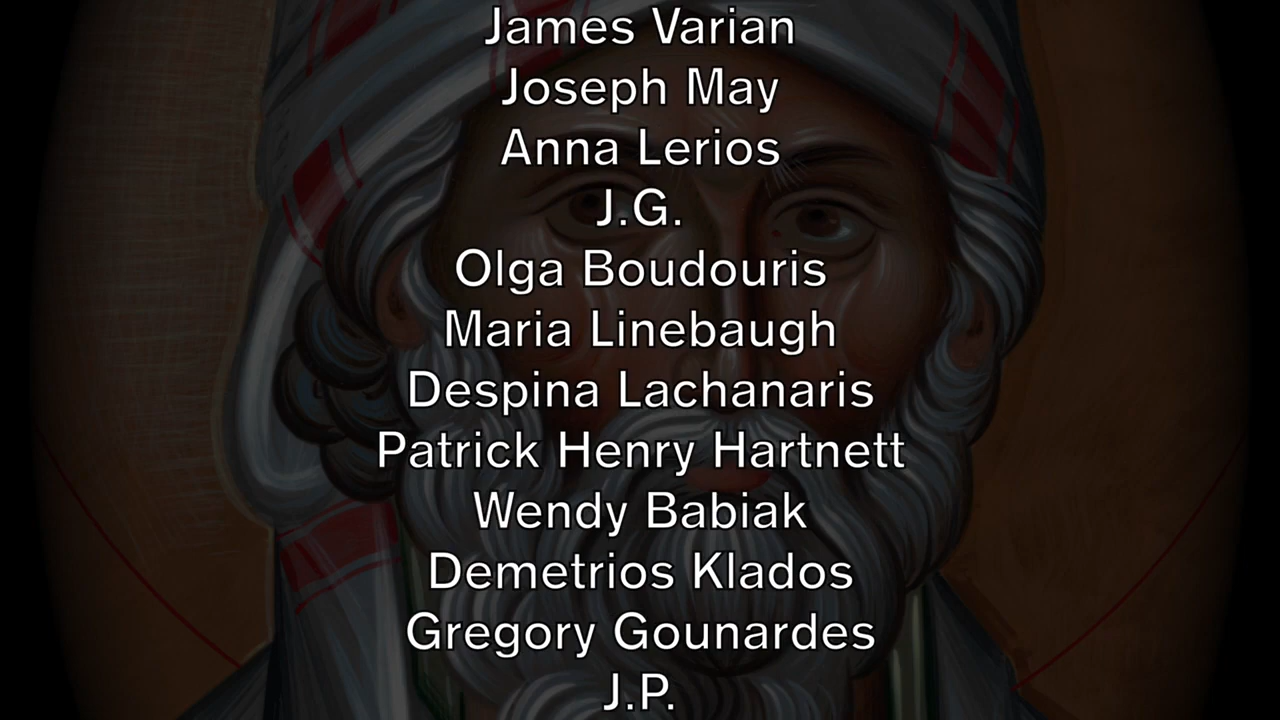 James Varian
Joseph May
Anna Lerios
J.G.
Olga Boudouris
Maria Linebaugh
Despina Lachanaris
Patrick Henry Hartnett
Wendy Babiak
Demetrios Klados
Gregory Gounardes
J.P.